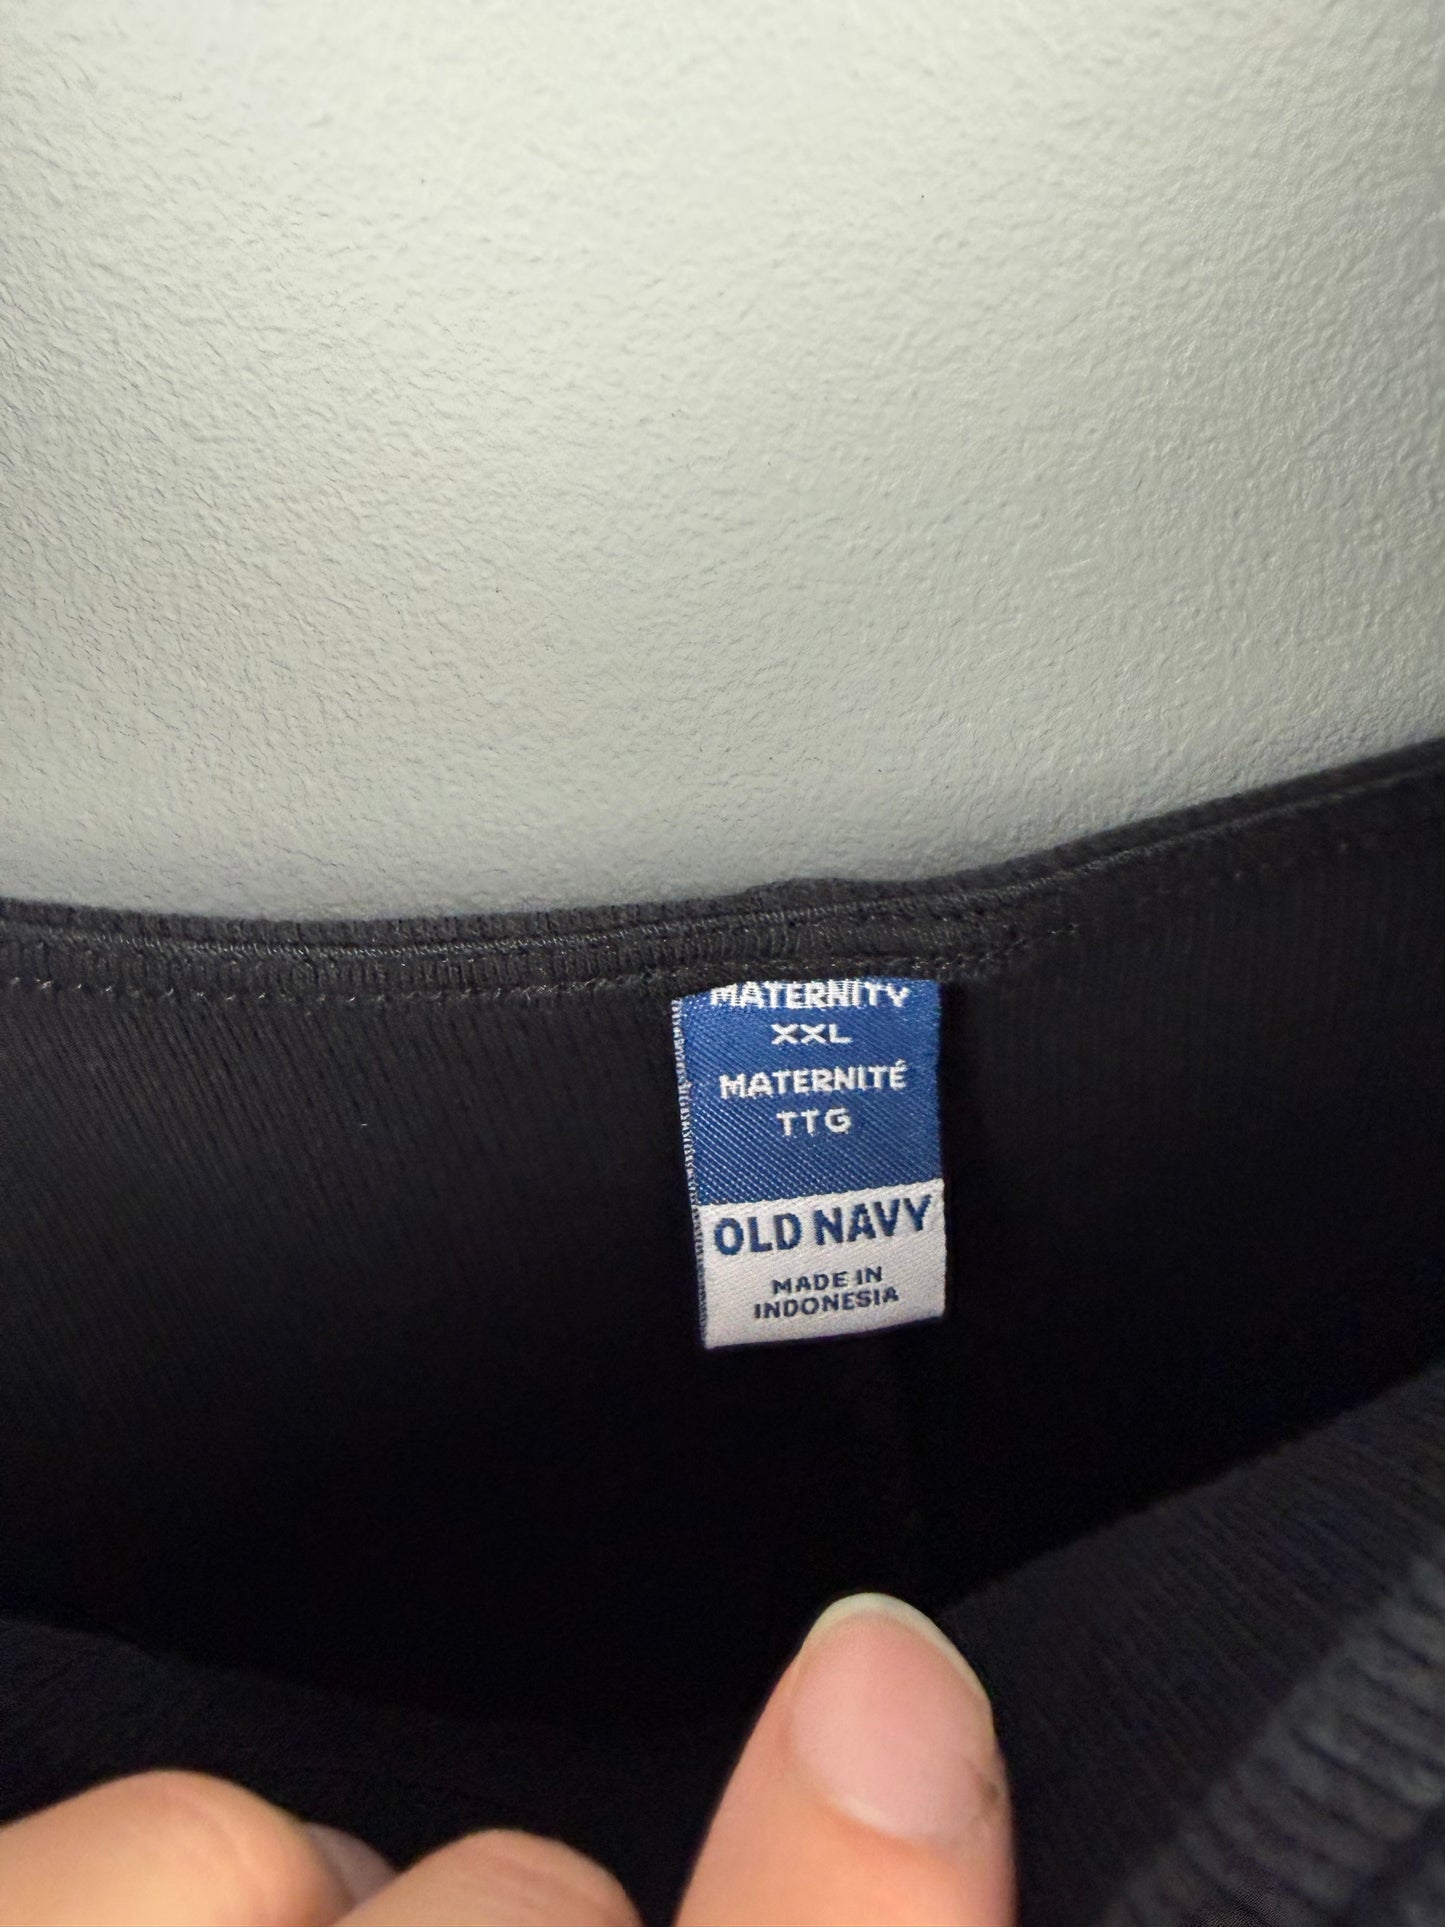 MATERNITY
XXL
MATERNITÉ
TTG
OLD NAVY
MADE IN
INDONESIA